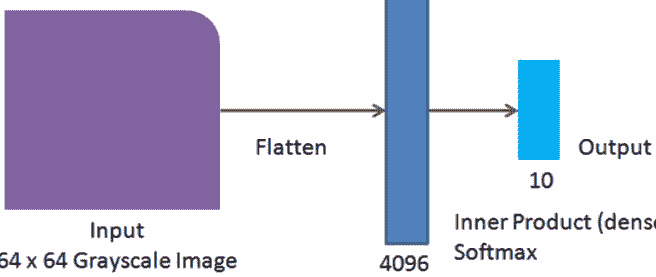 Flatten
Output
10
Input
64 x 64 Grayscale Image
4096
Inner Product (dense
Softmax